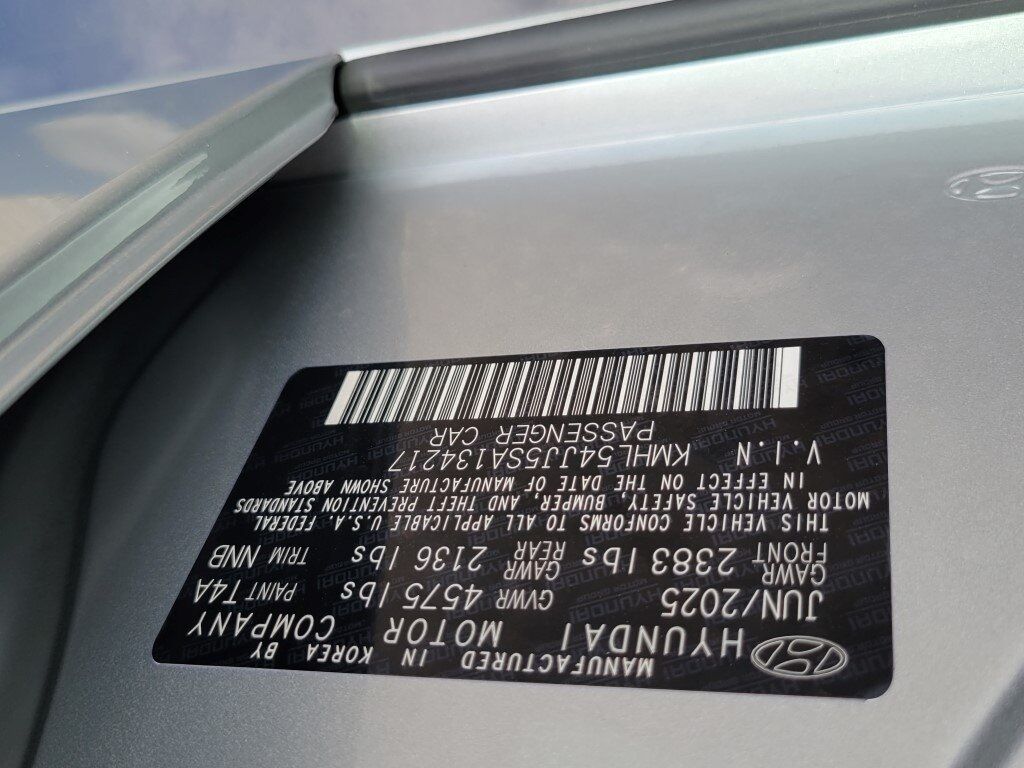 MANUFACTURED IN KOREA BY
HYUNDAI MOTOR COMPANY
JUN/2025 GVWR 4575 lbs PAINT T4A
GAWR FRONT 2383 lbs GAWR REAR 2136 lbs TRIM NNB
THIS VEHICLE CONFORMS TO ALL APPLICABLE U.S.A. FEDERAL
MOTOR VEHICLE SAFETY, BUMPER, AND THEFT PREVENTION STANDARDS
IN EFFECT ON THE DATE OF MANUFACTURE SHOWN ABOVE
V.I.N KMHL54JJ5SA134217
PASSENGER CAR